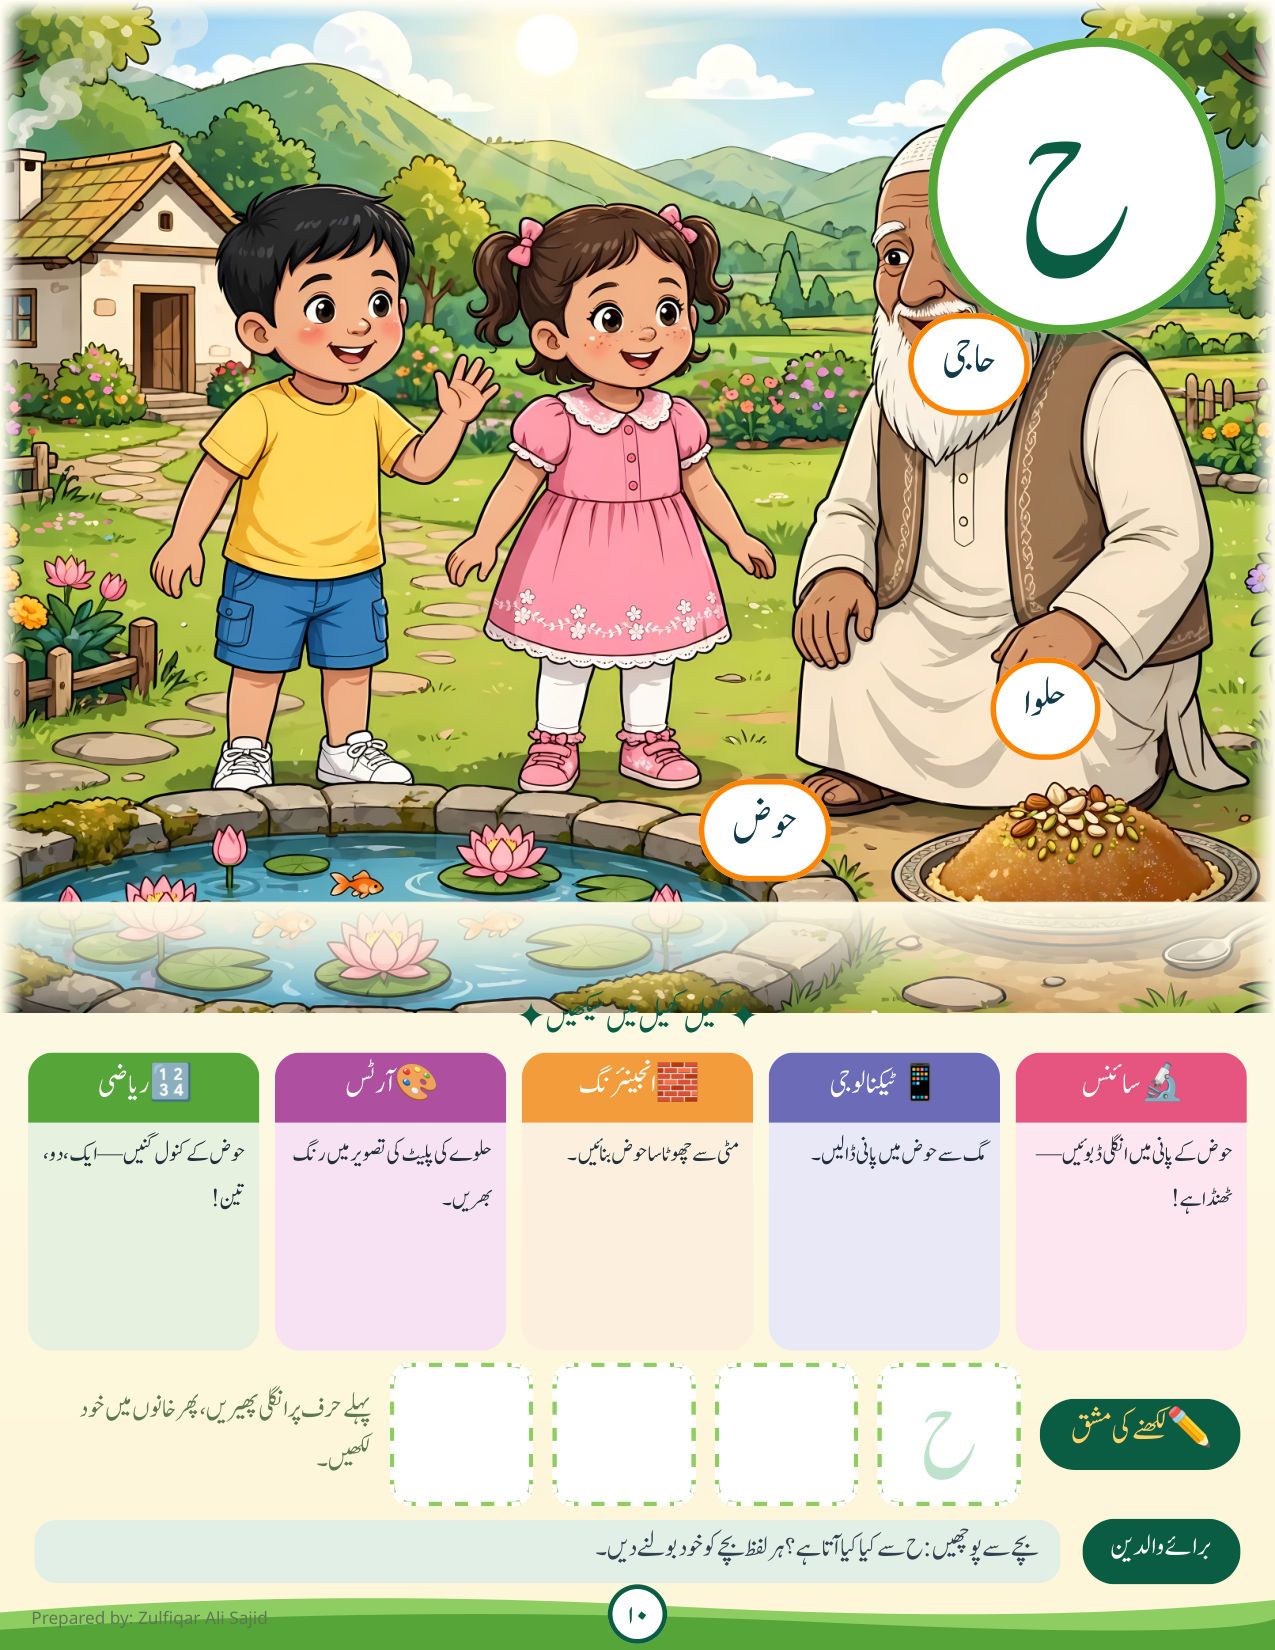 ح
حاجی
حلوا
حوض
✦ کھیل کھیل میں سیکھیں ✦
🔬 سائنس
حوض کے پانی میں انگلی ڈبوئیں —
ٹھنڈا ہے!
📱 ٹیکنالوجی
مگ سے حوض میں پانی ڈالیں۔
🧱 انجینئرنگ
مٹی سے چھوٹا سا حوض بنائیں۔
🎨 آرٹس
حلوے کی پلیٹ کی تصویر میں رنگ
بھریں۔
🔢 ریاضی
حوض کے کنول گنیں — ایک، دو،
تین!
✏️ لکھنے کی مشق
ح
پہلے حرف پر انگلی پھیریں، پھر خانوں میں خود
لکھیں۔
برائے والدین
بچے سے پوچھیں: ح سے کیا کیا آتا ہے؟ ہر لفظ بچے کو خود بولنے دیں۔
۱۰
Prepared by: Zulfiqar Ali Sajid